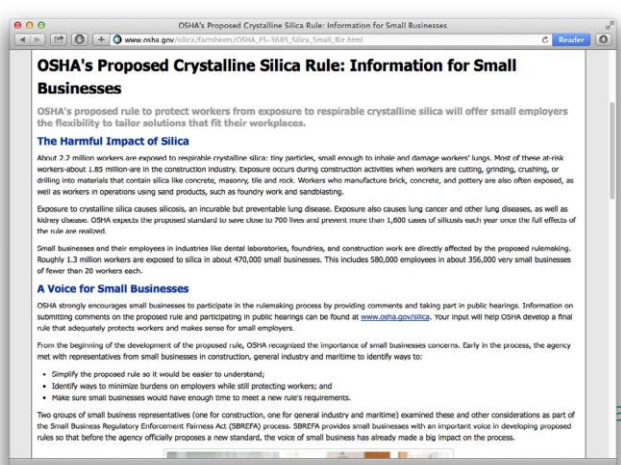 OSHA's Proposed Crystalline Silica Rule: Information for Small Businesses
www.osha.gov/silica/factsheets/OSHA_FS-3683_Silica_Small_Biz.html
Reader
OSHA's Proposed Crystalline Silica Rule: Information for Small
Businesses
OSHA's proposed rule to protect workers from exposure to respirable crystalline silica will offer small employers
the flexibility to tailor solutions that fit their workplaces.
The Harmful Impact of Silica
About 2.2 million workers are exposed to respirable crystalline silica: tiny particles, small enough to inhale and damage workers' lungs. Most of these at-risk
workers-about 1.85 million-are in the construction industry. Exposure occurs during construction activities when workers are cutting, grinding, crushing, or
drilling into materials that contain silica like concrete, masonry, tile and rock. Workers who manufacture brick, concrete, and pottery are also often exposed, as
well as workers in operations using sand products, such as foundry work and sandblasting.
Exposure to crystalline silica causes silicosis, an incurable but preventable lung disease. Exposure also causes lung cancer and other lung diseases, as well as
kidney disease. OSHA expects the proposed standard to save close to 700 lives and prevent more than 1,600 cases of silicosis each year once the full effects of
the rule are realized.
Small businesses and their employees in industries like dental laboratories, foundries, and construction work are directly affected by the proposed rulemaking.
Roughly 1.3 million workers are exposed to silica in about 470,000 small businesses. This includes 580,000 employees in about 356,000 very small businesses
of fewer than 20 workers each.
A Voice for Small Businesses
OSHA strongly encourages small businesses to participate in the rulemaking process by providing comments and taking part in public hearings. Information on
submitting comments on the proposed rule and participating in public hearings can be found at www.osha.gov/silica. Your input will help OSHA develop a final
rule that adequately protects workers and makes sense for small employers.
From the beginning of the development of the proposed rule, OSHA recognized the importance of small businesses concerns. Early in the process, the agency
met with representatives from small businesses in construction, general industry and maritime to identify ways to:
• Simplify the proposed rule so it would be easier to understand;
• Identify ways to minimize burdens on employers while still protecting workers; and
• Make sure small businesses would have enough time to meet a new rule's requirements.
Two groups of small business representatives (one for construction, one for general industry and maritime) examined these and other considerations as part of
the Small Business Regulatory Enforcement Fairness Act (SBREFA) process. SBREFA provides small businesses with an important voice in developing proposed
rules so that before the agency officially proposes a new standard, the voice of small business has already made a big impact on the process.